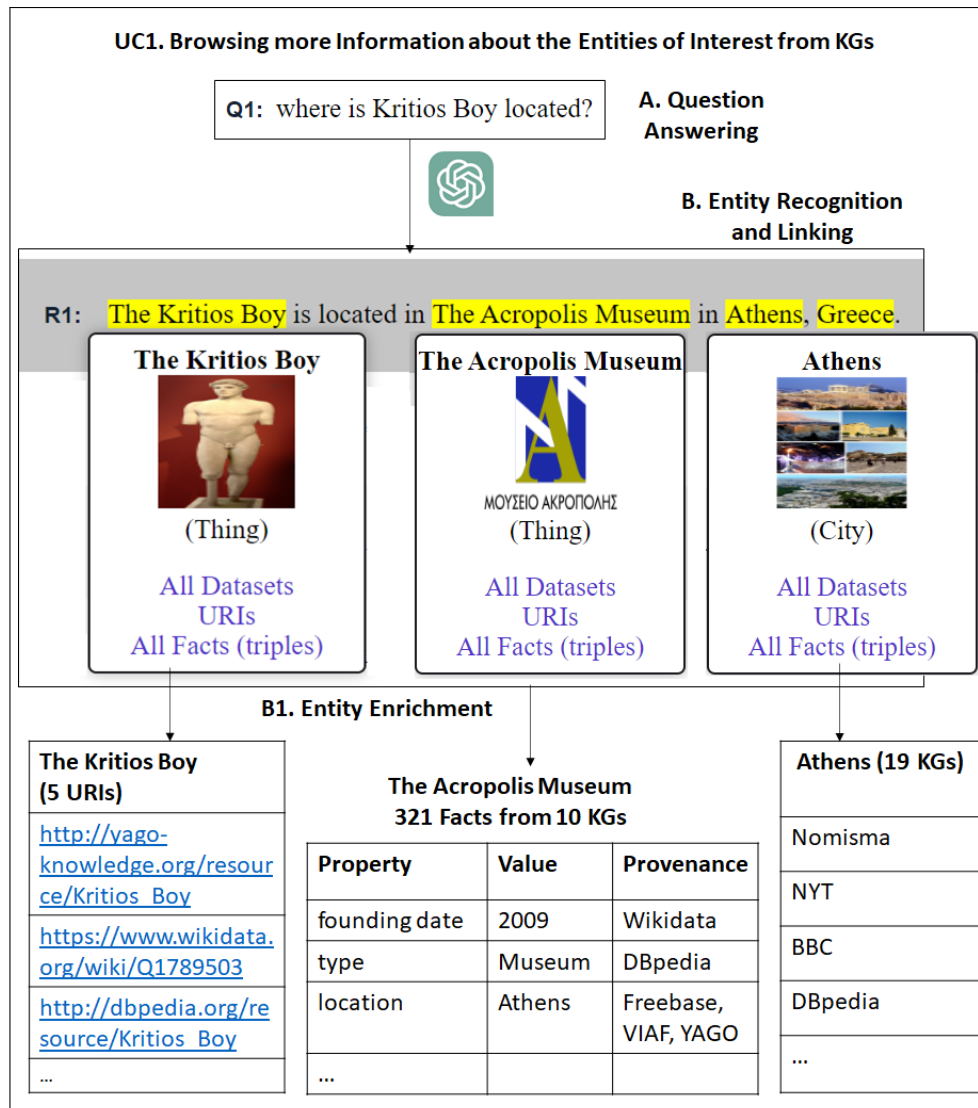 UC1. Browsing more Information about the Entities of Interest from KGs
Q1: where is Kritios Boy located?
A. Question
Answering
B. Entity Recognition
and Linking
R1: The Kritios Boy is located in The Acropolis Museum in Athens, Greece.
The Kritios Boy
(Thing)
All Datasets
URIs
All Facts (triples)
The Acropolis Museum
ΜΟΥΣΕΙΟ ΑΚΡΟΠΟΛΗΣ
(Thing)
All Datasets
URIs
All Facts (triples)
Athens
(City)
All Datasets
URIs
All Facts (triples)
B1. Entity Enrichment
The Kritios Boy
(5 URIs)
http://yago-
knowledge.org/resour
ce/Kritios_Boy
https://www.wikidata.
org/wiki/Q1789503
http://dbpedia.org/re
source/Kritios_Boy
...
The Acropolis Museum
321 Facts from 10 KGs
Property Value Provenance
founding date 2009 Wikidata
type Museum DBpedia
location Athens Freebase,
VIAF, YAGO
...
Athens (19 KGs)
Nomisma
NYT
BBC
DBpedia
...